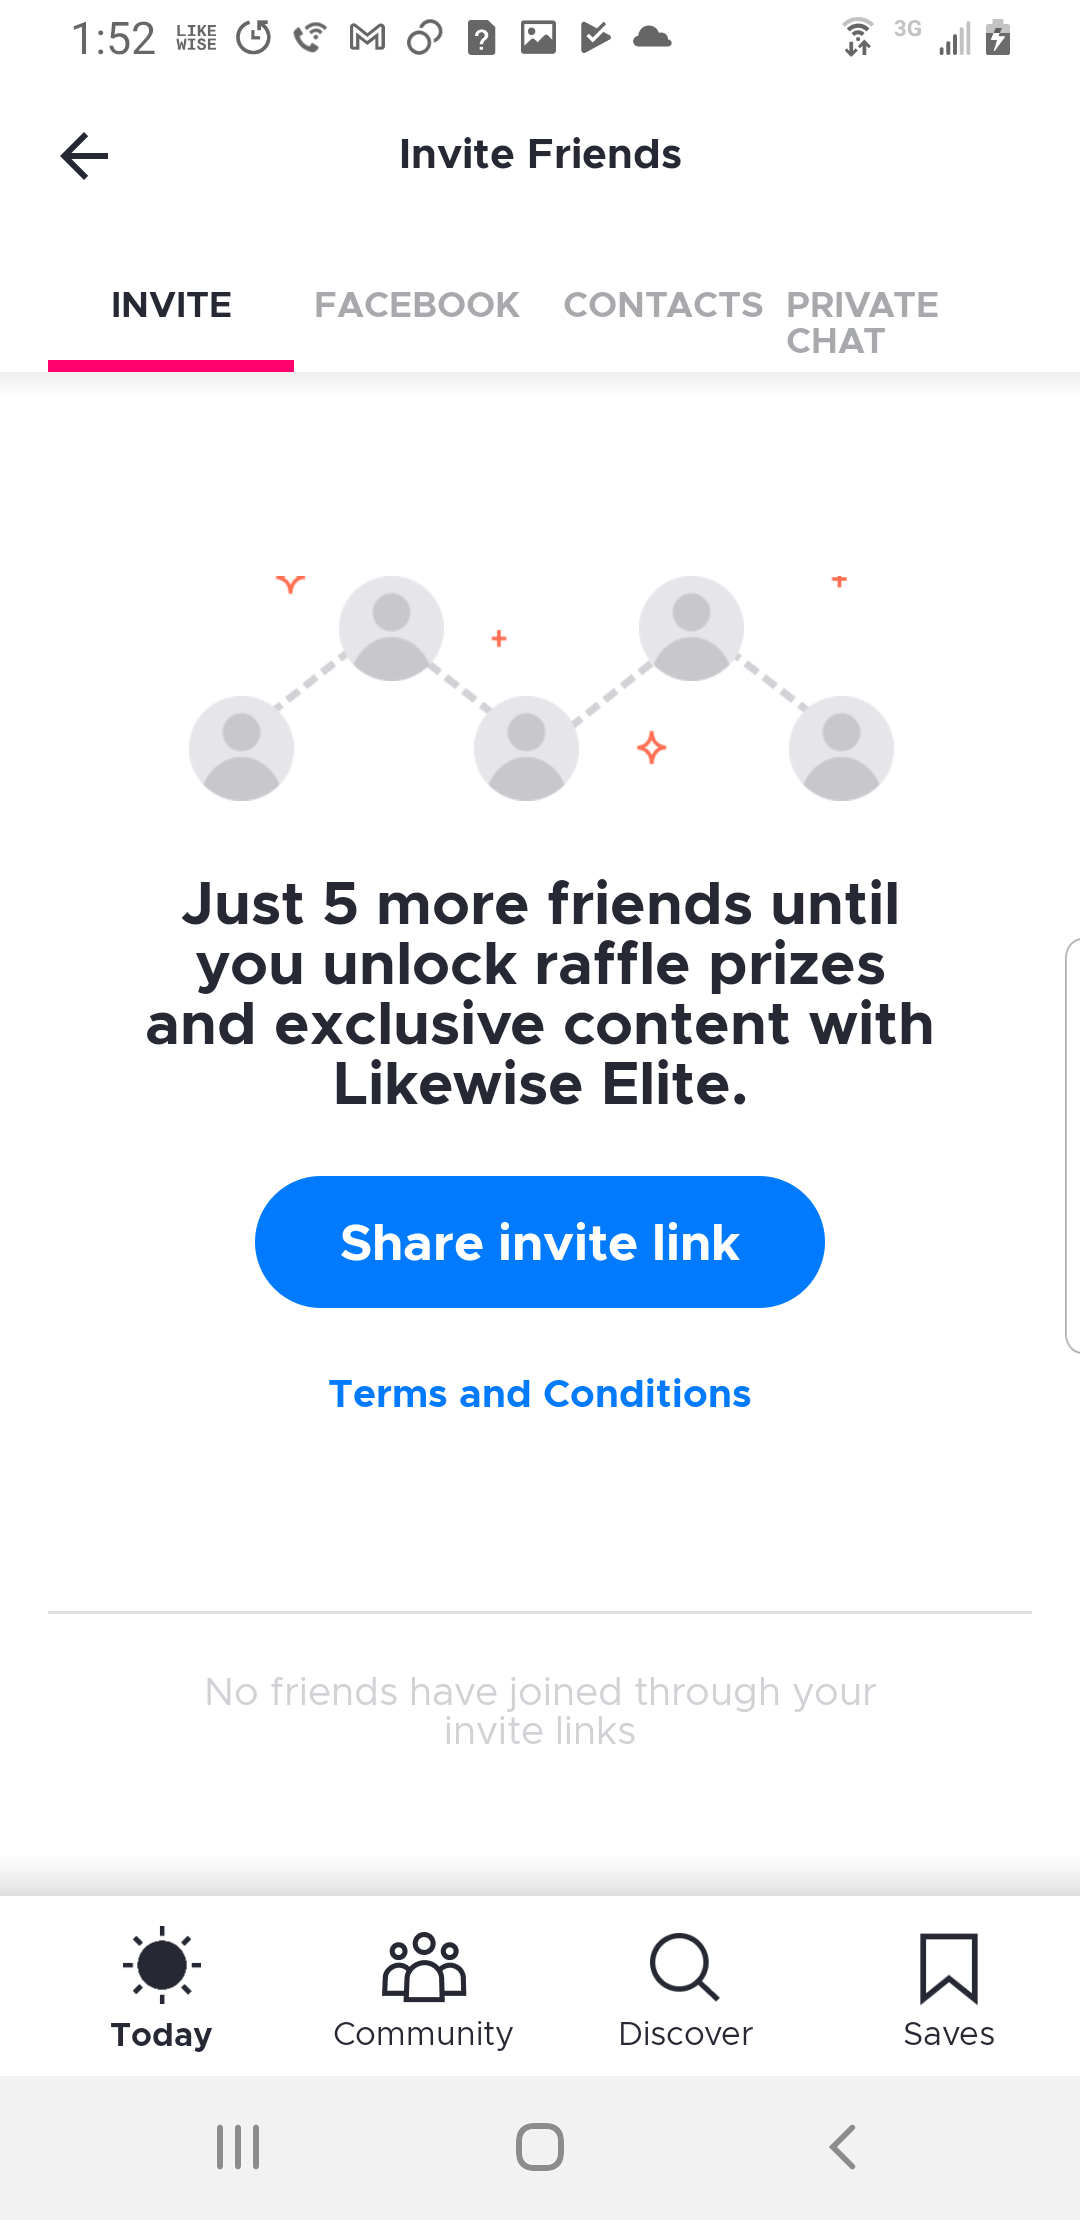 1:52 LIKE WISE 3G
Invite Friends
INVITE FACEBOOK CONTACTS PRIVATE CHAT
Just 5 more friends until
you unlock raffle prizes
and exclusive content with
Likewise Elite.
Share invite link
Terms and Conditions
No friends have joined through your
invite links
Today Community Discover Saves